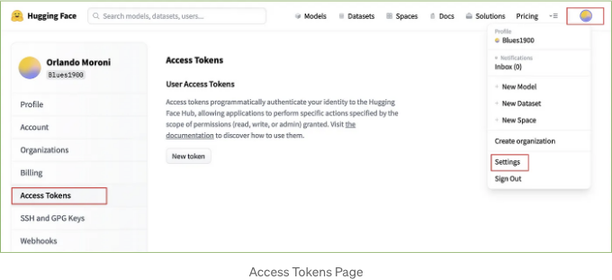 Hugging Face
Search models, datasets, users...
Models
Datasets
Spaces
Docs
Solutions
Pricing
Profile
Blues1900
Notifications
Inbox (0)
New Model
New Dataset
New Space
Create organization
Settings
Sign Out
Orlando Moroni
Blues1900
Profile
Account
Organizations
Billing
Access Tokens
SSH and GPG Keys
Webhooks
Access Tokens
User Access Tokens
Access tokens programmatically authenticate your identity to the Hugging
Face Hub, allowing applications to perform specific actions specified by the
scope of permissions (read, write, or admin) granted. Visit the
documentation to discover how to use them.
New token
Access Tokens Page